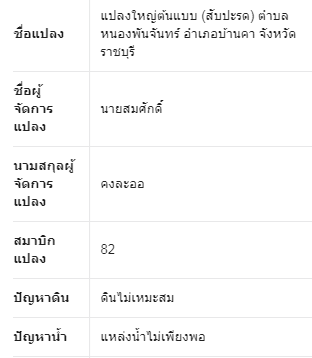 ชื่อแปลง
แปลงใหญ่ต้นแบบ (สับปะรด) ตำบล
หนองพันจันทร์ อำเภอบ้านคา จังหวัด
ราชบุรี
ชื่อผู้
จัดการ
แปลง
นายสมศักดิ์
นามสกุลผู้
จัดการ
แปลง
คงละออ
สมาชิก
แปลง
82
ปัญหาดิน
ดินไม่เหมะสม
ปัญหาน้ำ
แหล่งน้ำไม่เพียงพอ